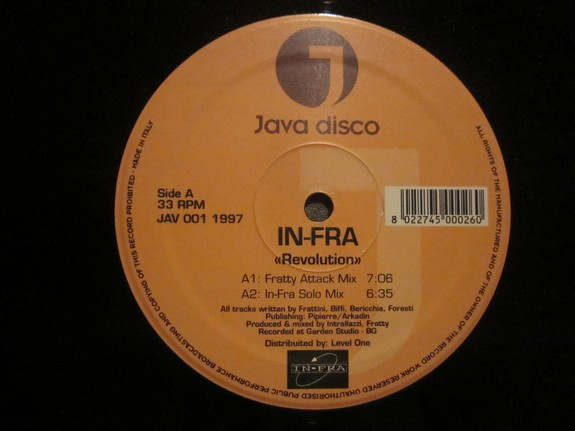 J
Java disco
Side A
33 RPM
JAV 001 1997
8 022745 000260
IN-FRA
«Revolution»
A1: Fratty Attack Mix 7:06
A2: In-Fra Solo Mix 6:35
All tracks written by Frattini, Biffi, Bericchia, Foresti
Publishing: Pipierre/Arkadin
Produced & mixed by Intrallazzi, Fratty
Recorded at Garden Studio - BG
Distribuited by: Level One
IN-FRA
ALL RIGHTS OF THE MANUFACTURED AND OF THE OWNER OF THE RECORD WORK RESERVED UNAUTHORISED PUBLIC PERFORMANCE BROADCASTING AND COPYING OF THIS RECORD PROHIBITED - MADE IN ITALY